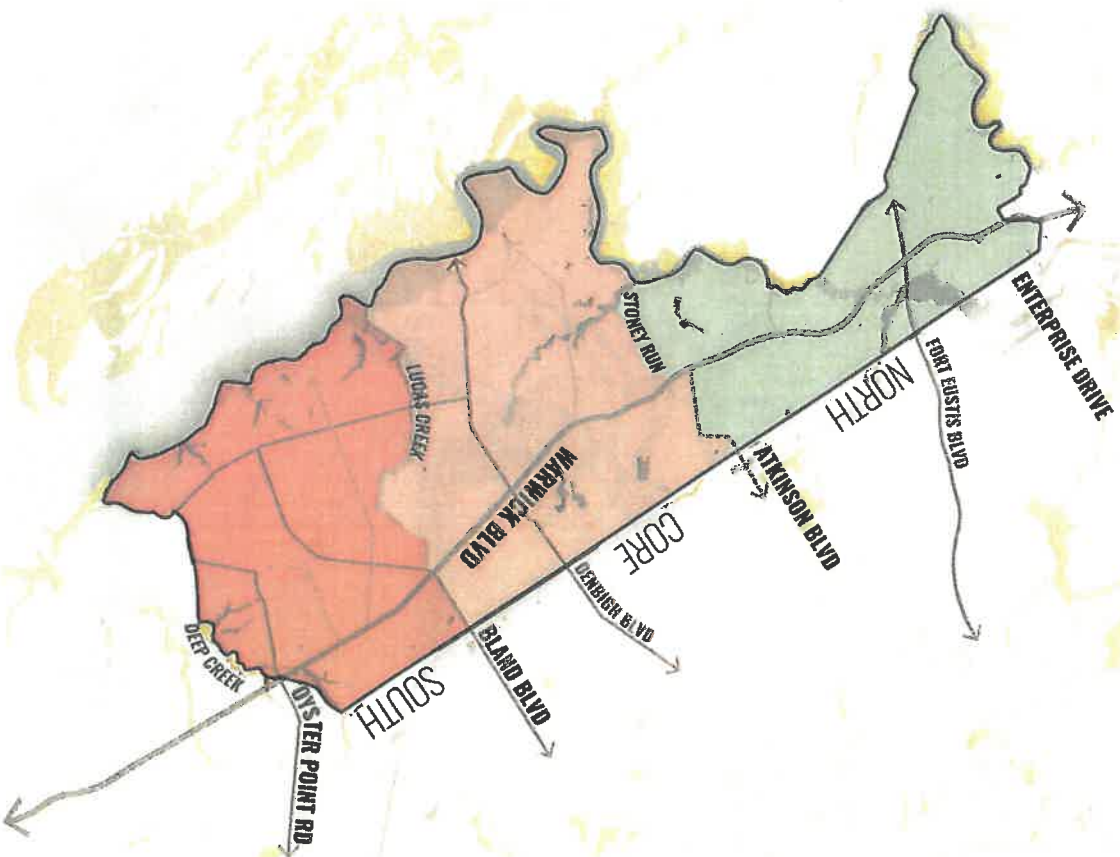 ENTERPRISE DRIVE
FORT EUSTIS BLVD
NORTH
STONEY RUN
ATKINSON BLVD
LUCAS CREEK
WARWICK BLVD
CORE
DENBIGH BLVD
BLAND BLVD
SOUTH
DEEP CREEK
OYSTER POINT RD